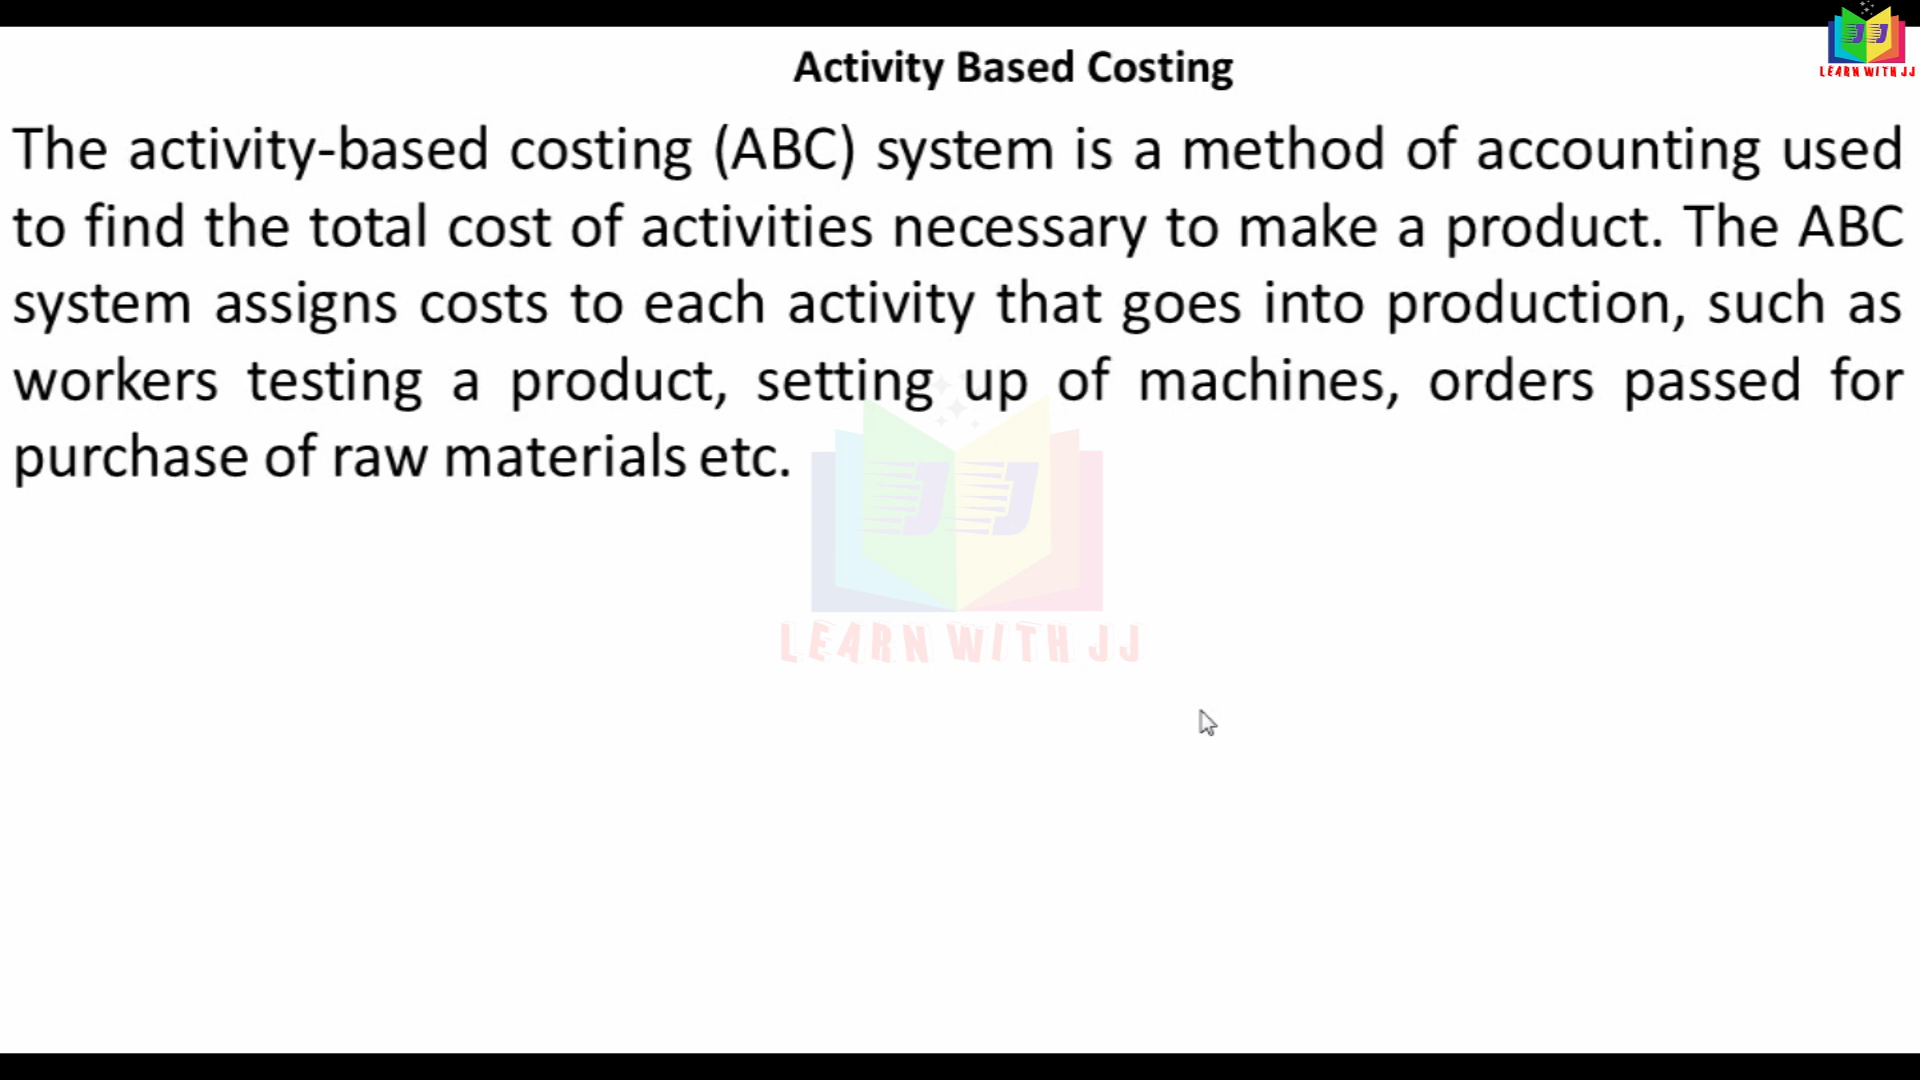 Activity Based Costing
LEARN WITH JJ
The activity-based costing (ABC) system is a method of accounting used
to find the total cost of activities necessary to make a product. The ABC
system assigns costs to each activity that goes into production, such as
workers testing a product, setting up of machines, orders passed for
purchase of raw materials etc.
JJ
LEARN WITH JJ